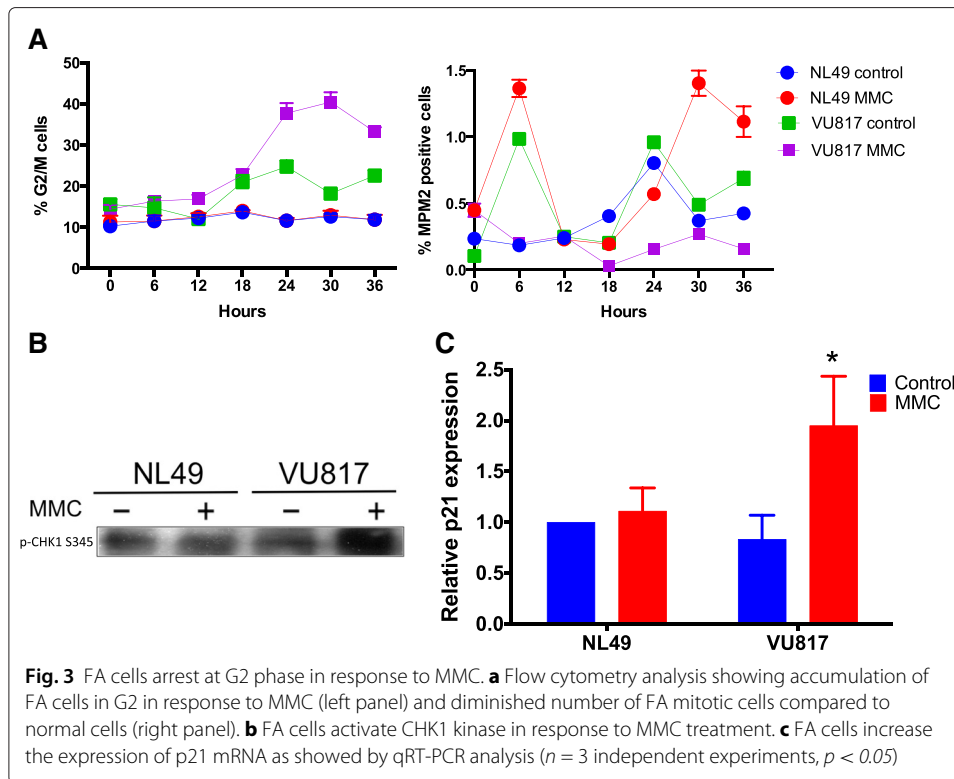 A
50
40
30
20
10
0
% G2/M cells
0 6 12 18 24 30 36
Hours
1.5
1.0
0.5
0.0
% MPM2 positive cells
0 6 12 18 24 30 36
Hours
NL49 control
NL49 MMC
VU817 control
VU817 MMC
B
NL49 VU817
MMC − + − +
p-CHK1 S345
C
2.5
2.0
1.5
1.0
0.5
0.0
Relative p21 expression
*
Control
MMC
NL49 VU817
Fig. 3 FA cells arrest at G2 phase in response to MMC. a Flow cytometry analysis showing accumulation of
FA cells in G2 in response to MMC (left panel) and diminished number of FA mitotic cells compared to
normal cells (right panel). b FA cells activate CHK1 kinase in response to MMC treatment. c FA cells increase
the expression of p21 mRNA as showed by qRT-PCR analysis (n = 3 independent experiments, p < 0.05)